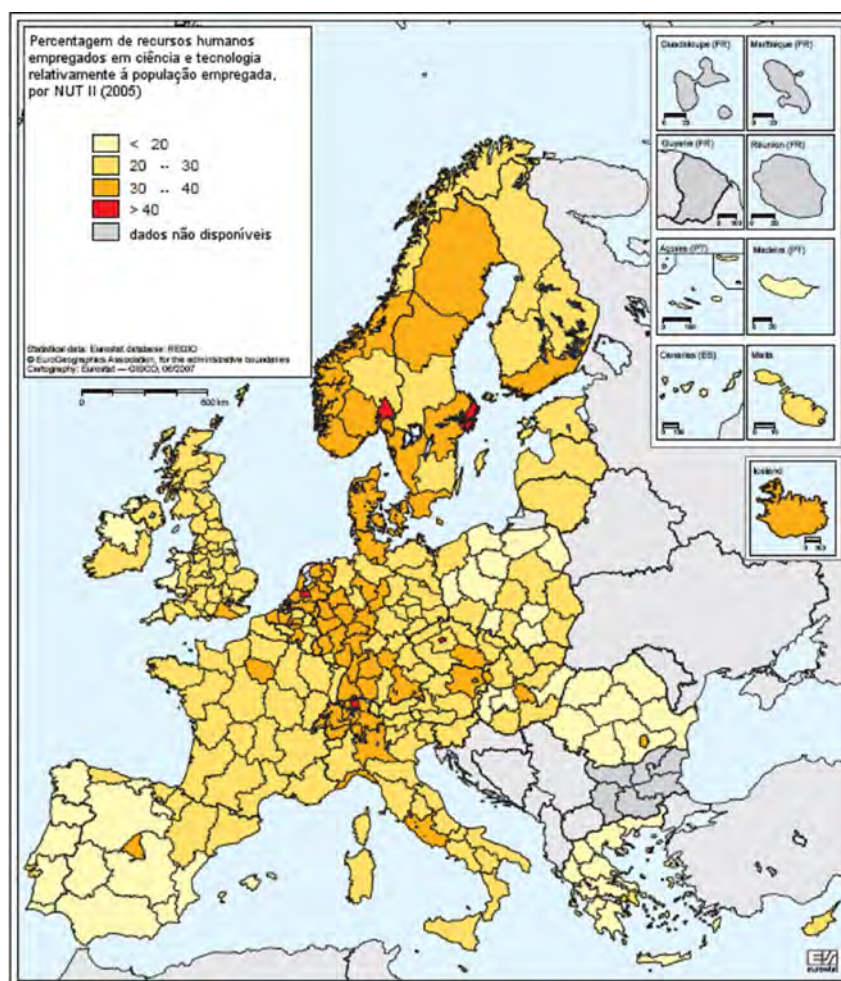 Percentagem de recursos humanos
empregados em ciência e tecnologia
relativamente á população empregada,
por NUT II (2005)
< 20
20 -- 30
30 -- 40
> 40
dados não disponíveis
Statistical data: Eurostat database: REGIO
© EuroGeographics Association, for the administrative boundaries
Cartography: Eurostat — GISCO, 06/2007
0 600 km
Guadeloupe (FR)
Martinique (FR)
Guyane (FR)
Réunion (FR)
Açores (PT)
Madeira (PT)
Canarias (ES)
Malta
Island
eurostat